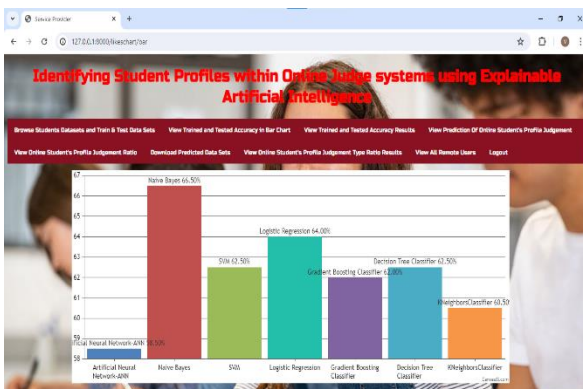 Service Provider
127.0.0.1:8000/likeschart/bar
Identifying Student Profiles within Online Judge systems using Explainable
Artificial Intelligence
Browse Students Datasets and Train & Test Data Sets View Trained and Tested Accuracy in Bar Chart View Trained and Tested Accuracy Results View Prediction Of Online Student's Profile Judgement
View Online Student's Profile Judgement Ratio Download Predicted Data Sets View Online Student's Profile Judgement Type Ratio Results View All Remote Users Logout
67
Naive Bayes 66.50%
66
65
Logistic Regression 64.00%
64
63
SVM 62.50%
Decision Tree Classifier 62.50%
Gradient Boosting Classifier 62.00%
62
61
KNeighborsClassifier 60.50%
60
59
ificial Neural Network-ANN 58.50%
58
Artificial Neural Network-ANN
Naive Bayes
SVM
Logistic Regression
Gradient Boosting Classifier
Decision Tree Classifier
KNeighborsClassifier